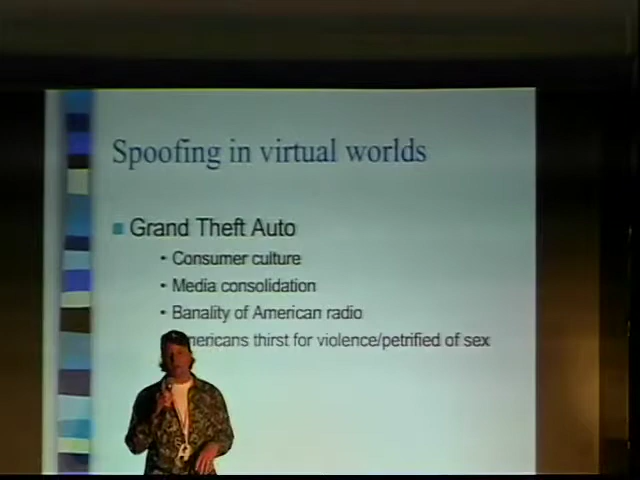 Spoofing in virtual worlds
Grand Theft Auto
• Consumer culture
• Media consolidation
• Banality of American radio
mericans thirst for violence/petrified of sex